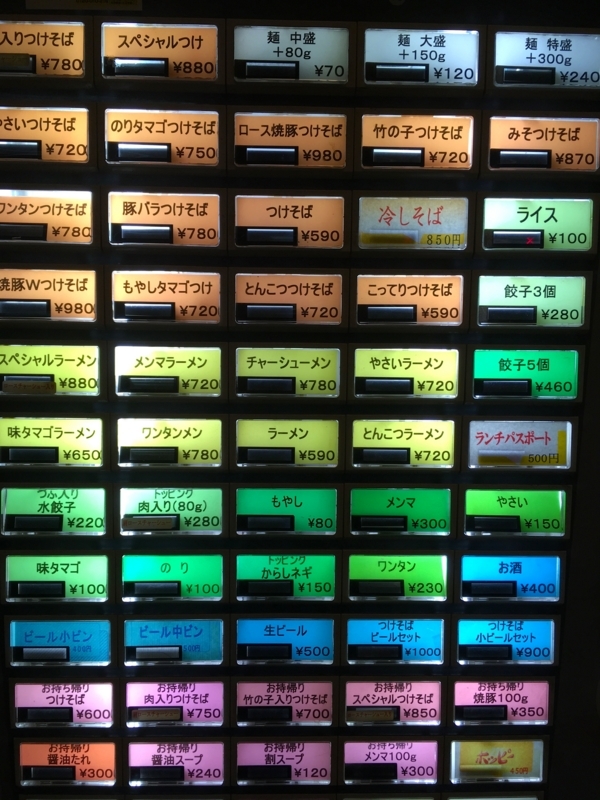 入りつけそば ¥780
スペシャルつけ ¥880
麺 中盛
+80g ¥70
麺 大盛
+150g ¥120
麺 特盛
+300g ¥240
やさいつけそば ¥720
のりタマゴつけそば ¥750
ロース焼豚つけそば ¥980
竹の子つけそば ¥720
みそつけそば ¥870
ワンタンつけそば ¥780
豚バラつけそば ¥780
つけそば ¥590
冷しそば 850円
ライス ¥100
焼豚Wつけそば ¥980
もやしタマゴつけ ¥720
とんこつつけそば ¥720
こってりつけそば ¥590
餃子3個 ¥280
スペシャルラーメン ¥880
メンマラーメン ¥720
チャーシューメン ¥780
やさいラーメン ¥720
餃子5個 ¥460
味タマゴラーメン ¥650
ワンタンメン ¥780
ラーメン ¥590
とんこつラーメン ¥720
ランチパスポート 500円
つぶ入り
水餃子 ¥220
トッピング
肉入り(80g) ¥280
もやし ¥80
メンマ ¥300
やさい ¥150
味タマゴ ¥100
のり ¥100
トッピング
からしネギ ¥150
ワンタン ¥230
お酒 ¥400
ビール小ビン
ビール中ビン
生ビール ¥500
つけそば
ビールセット ¥1000
つけそば
小ビールセット ¥900
お持ち帰り
つけそば ¥600
お持帰り
肉入りつけそば ¥750
お持帰り
竹の子入りつけそば ¥700
お持帰り
スペシャルつけそば ¥850
お持帰り
焼豚100g ¥350
お持帰り
醤油たれ ¥300
お持帰り
醤油スープ ¥240
お持帰り
割スープ ¥120
お持ち帰り
メンマ100g ¥300
ホッピー 410円